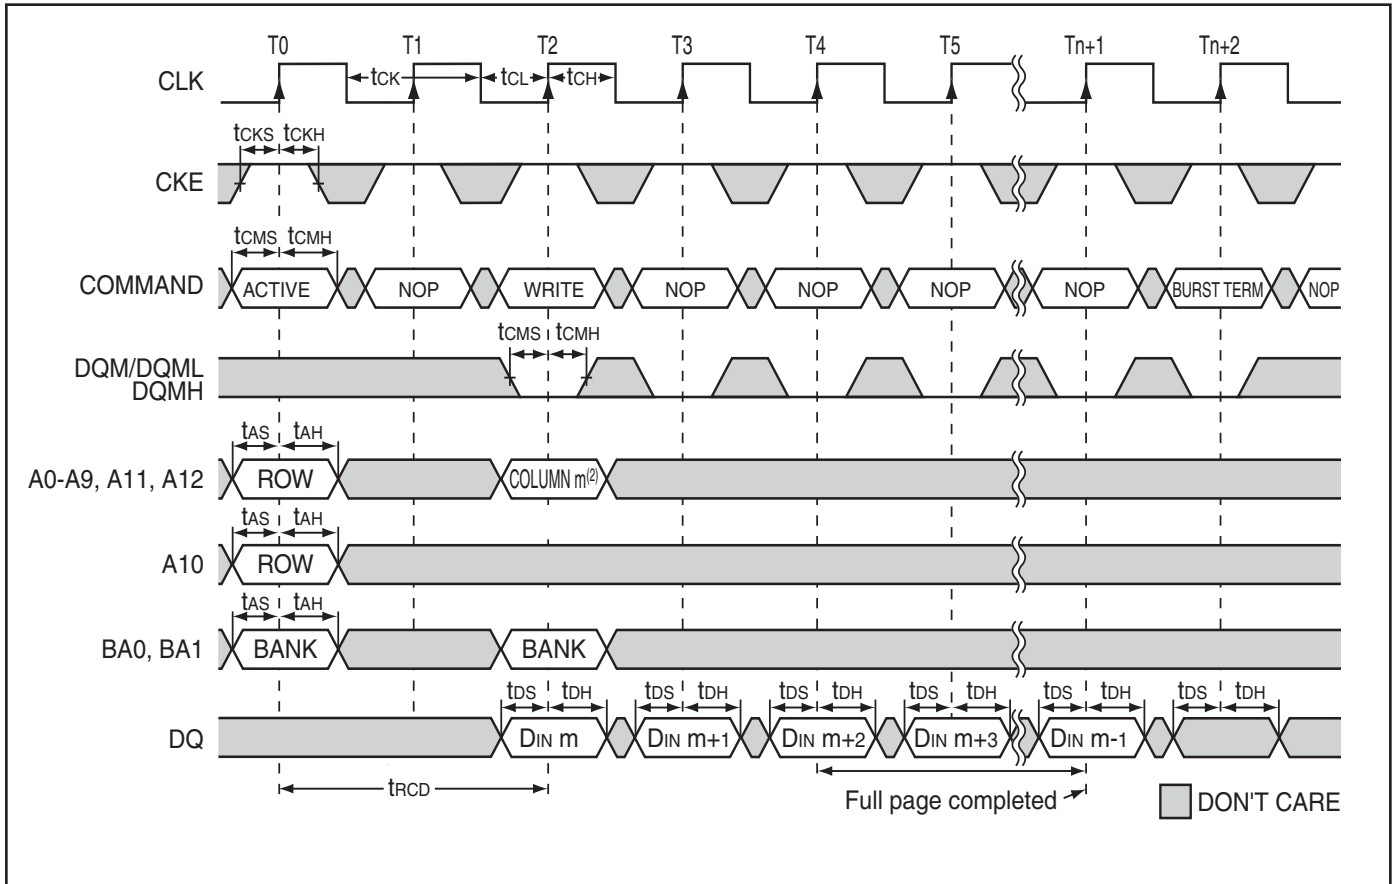 T0 T1 T2 T3 T4 T5 Tn+1 Tn+2
CLK tCK tCL tCH
tCKS tCKH
CKE
tCMS tCMH
COMMAND ACTIVE NOP WRITE NOP NOP NOP NOP BURST TERM NOP
tCMS tCMH
DQM/DQML
DQMH
tAS tAH
A0-A9, A11, A12 ROW COLUMN m(2)
tAS tAH
A10 ROW
tAS tAH
BA0, BA1 BANK BANK
tDS tDH tDS tDH tDS tDH tDS tDH tDS tDH tDS tDH
DQ DIN m DIN m+1 DIN m+2 DIN m+3 DIN m-1
tRCD
Full page completed
DON'T CARE